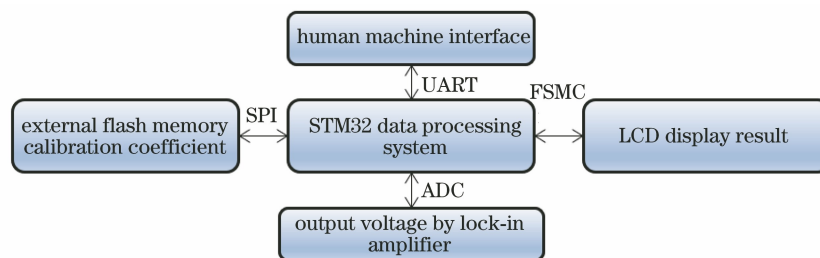 human machine interface
UART
FSMC
SPI
external flash memory
calibration coefficient
STM32 data processing
system
LCD display result
ADC
output voltage by lock-in
amplifier